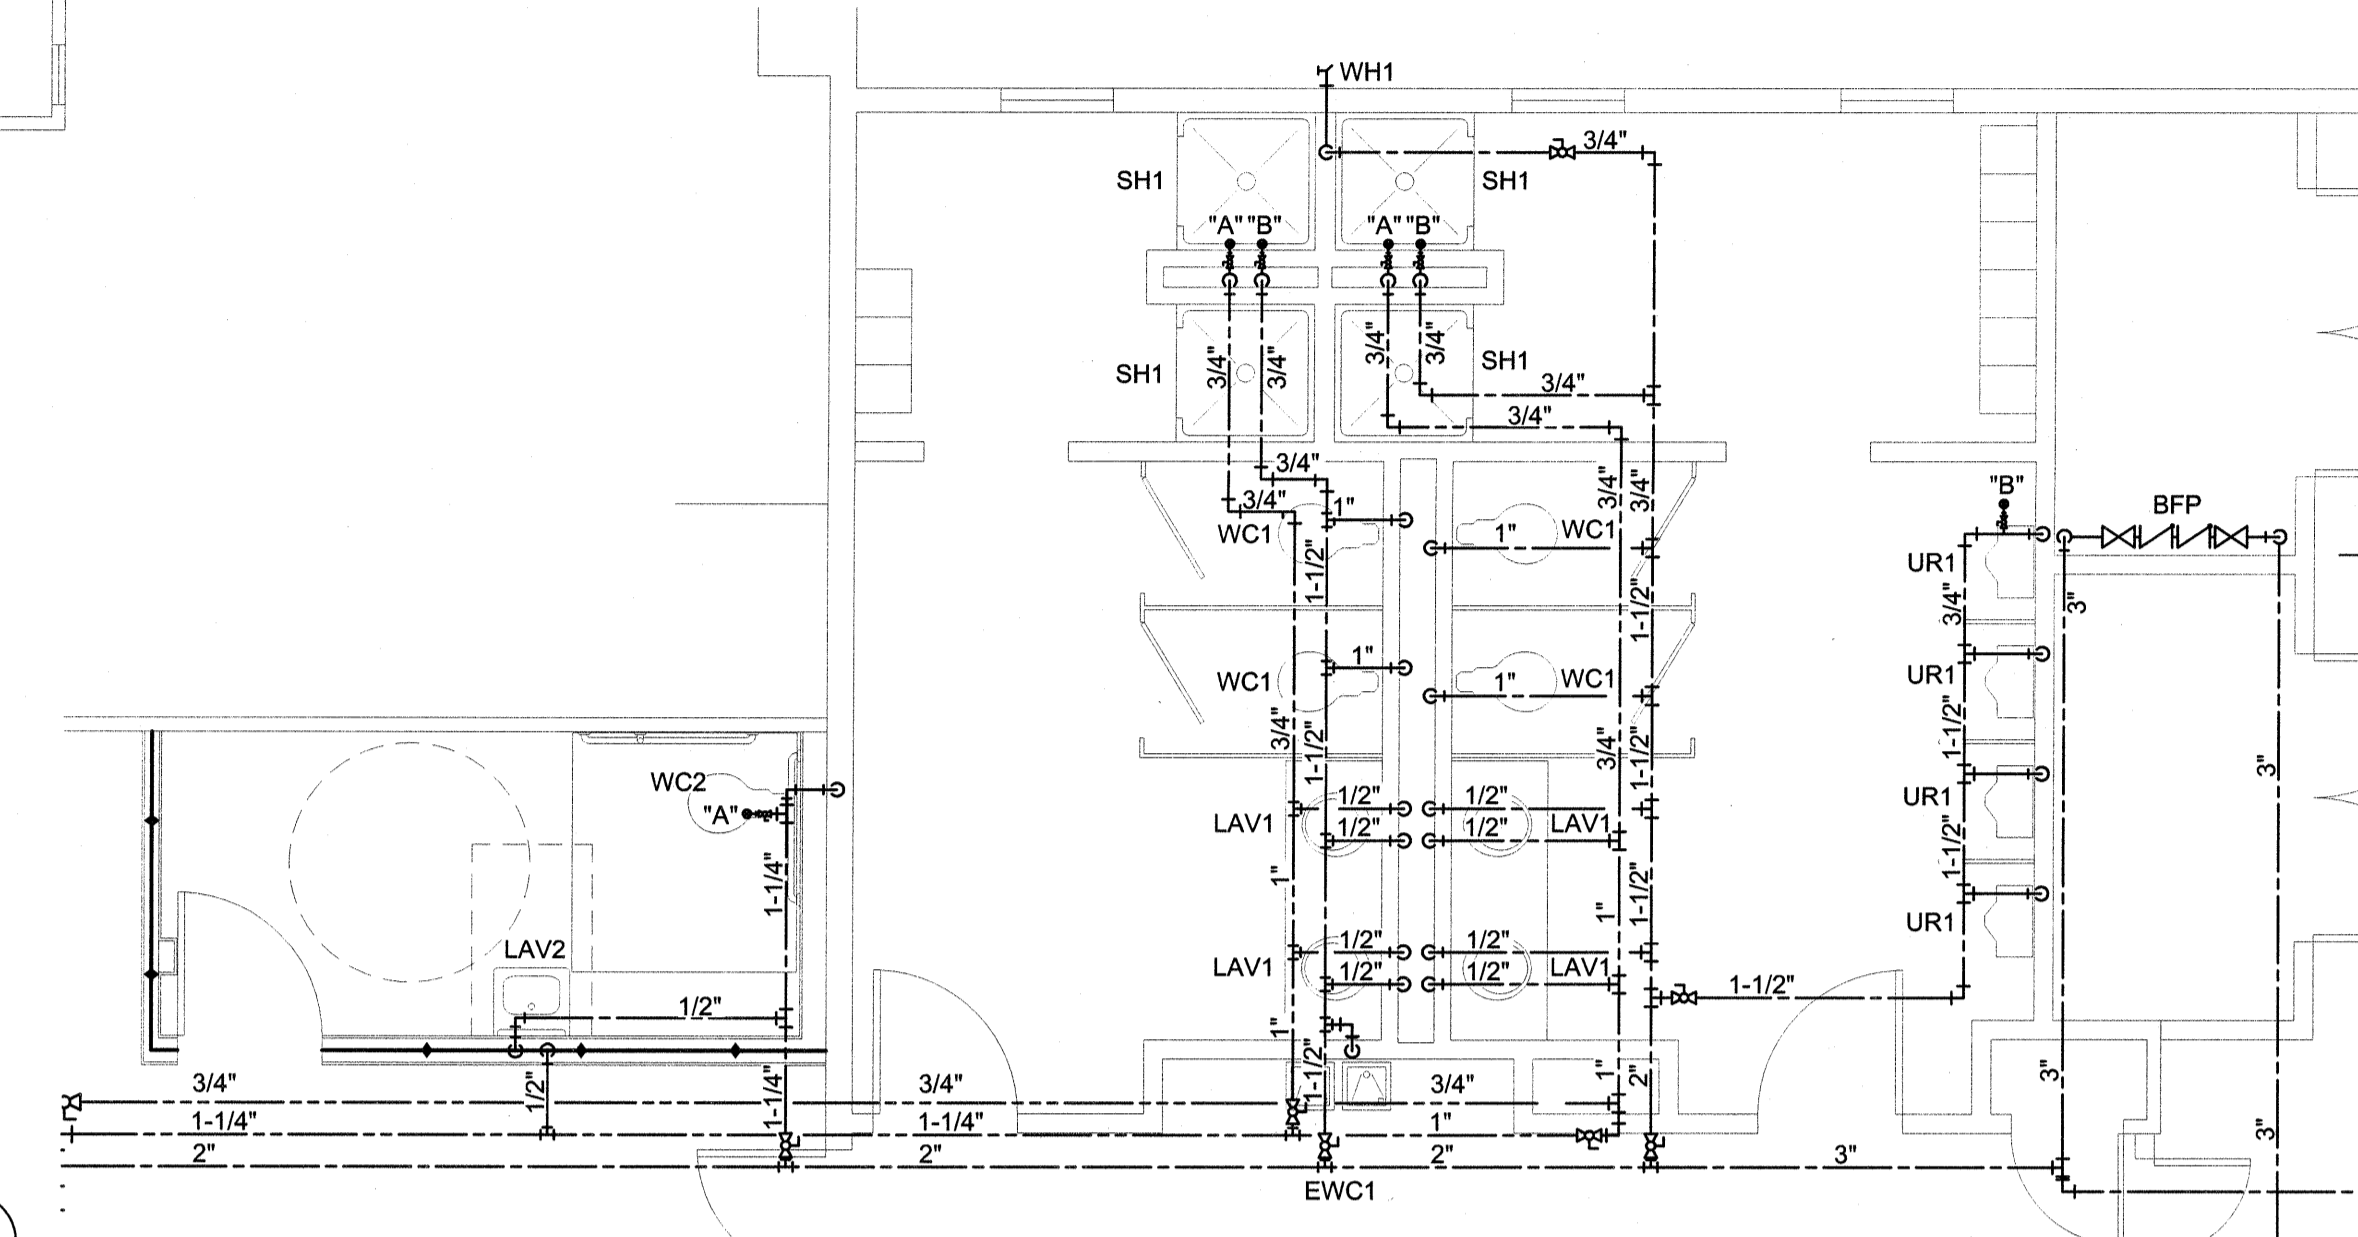 WH1
3/4"
SH1
SH1
"A" "B"
"A" "B"
3/4"
3/4"
3/4"
3/4"
SH1
SH1
3/4"
3/4"
3/4"
3/4"
3/4"
3/4"
1"
WC1
1"
WC1
"B"
BFP
UR1
1-1/2"
1-1/2"
3/4"
3"
1"
WC1
1"
WC1
UR1
3/4"
1-1/2"
3/4"
1-1/2"
1-1/2"
3"
WC2
"A"
1/2"
1/2"
LAV1
LAV1
1/2"
1/2"
UR1
1-1/4"
1"
1"
1-1/2"
1-1/2"
UR1
LAV2
1/2"
1/2"
LAV1
LAV1
1/2"
1/2"
1-1/2"
1/2"
1"
1-1/2"
1"
2"
3"
3"
3/4"
1/2"
1-1/4"
3/4"
3/4"
1-1/4"
1-1/4"
1"
2"
2"
2"
3"
EWC1